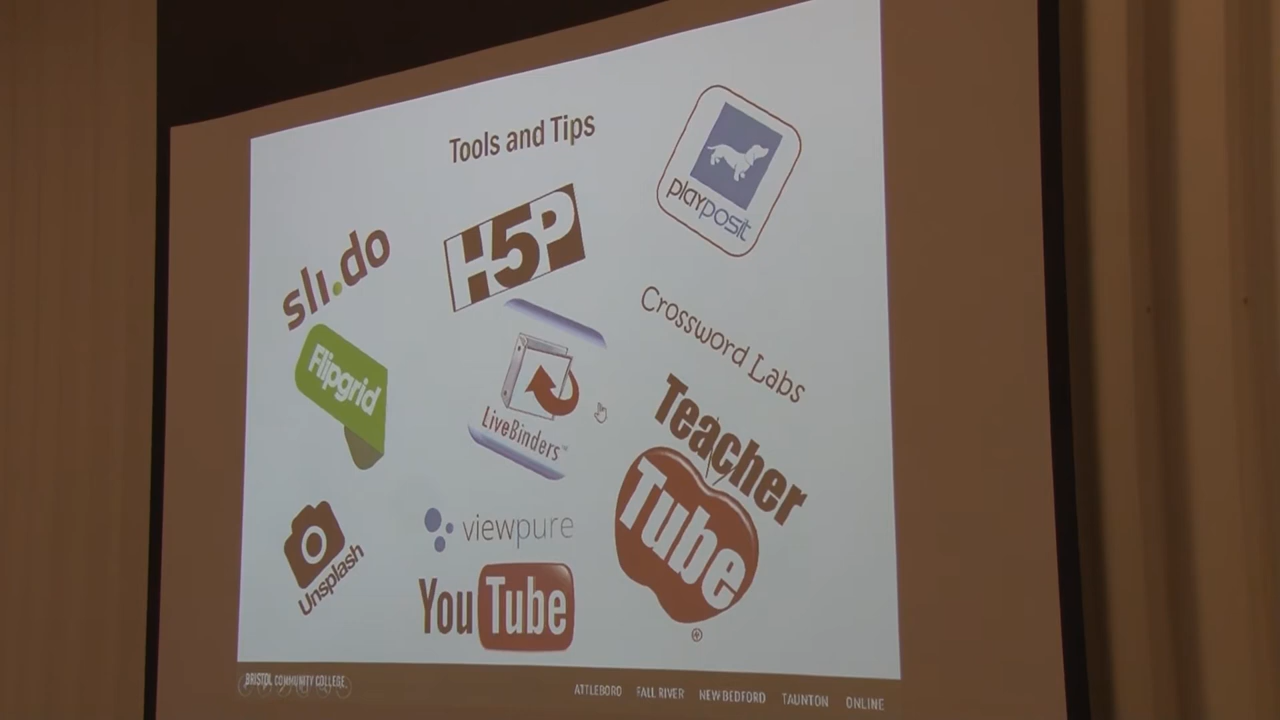 Tools and Tips
playposit
H5P
sli.do
Crossword Labs
Flipgrid
LiveBinders™
Teacher
Tube
®
viewpure
Unsplash
YouTube
BRISTOL COMMUNITY COLLEGE
ATTLEBORO FALL RIVER NEW BEDFORD TAUNTON ONLINE